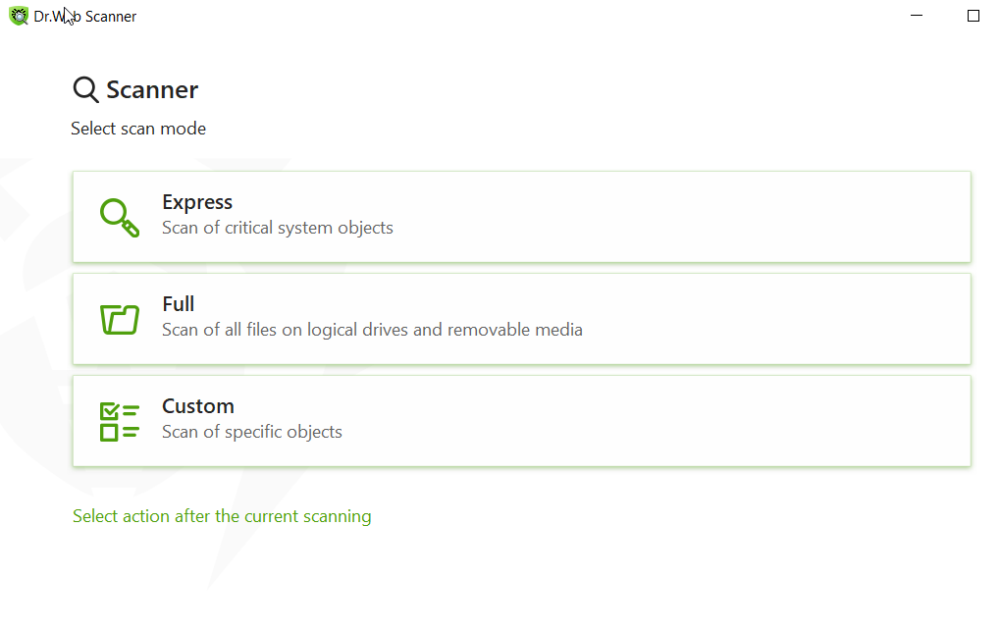 Dr.Web Scanner
Scanner
Select scan mode
Express
Scan of critical system objects
Full
Scan of all files on logical drives and removable media
Custom
Scan of specific objects
Select action after the current scanning